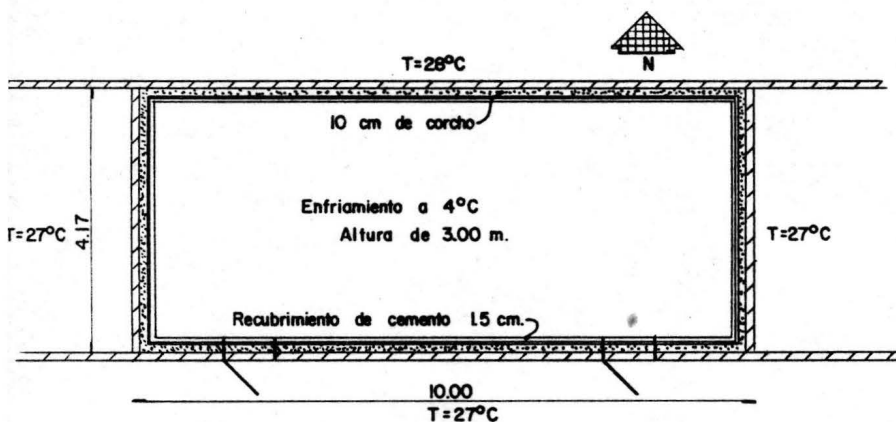 T=28°C
N
10 cm de corcho
Enfriamiento a 4°C
Altura de 3.00 m.
T=27°C
4.17
T=27°C
Recubrimiento de cemento 1.5 cm.
10.00
T=27°C